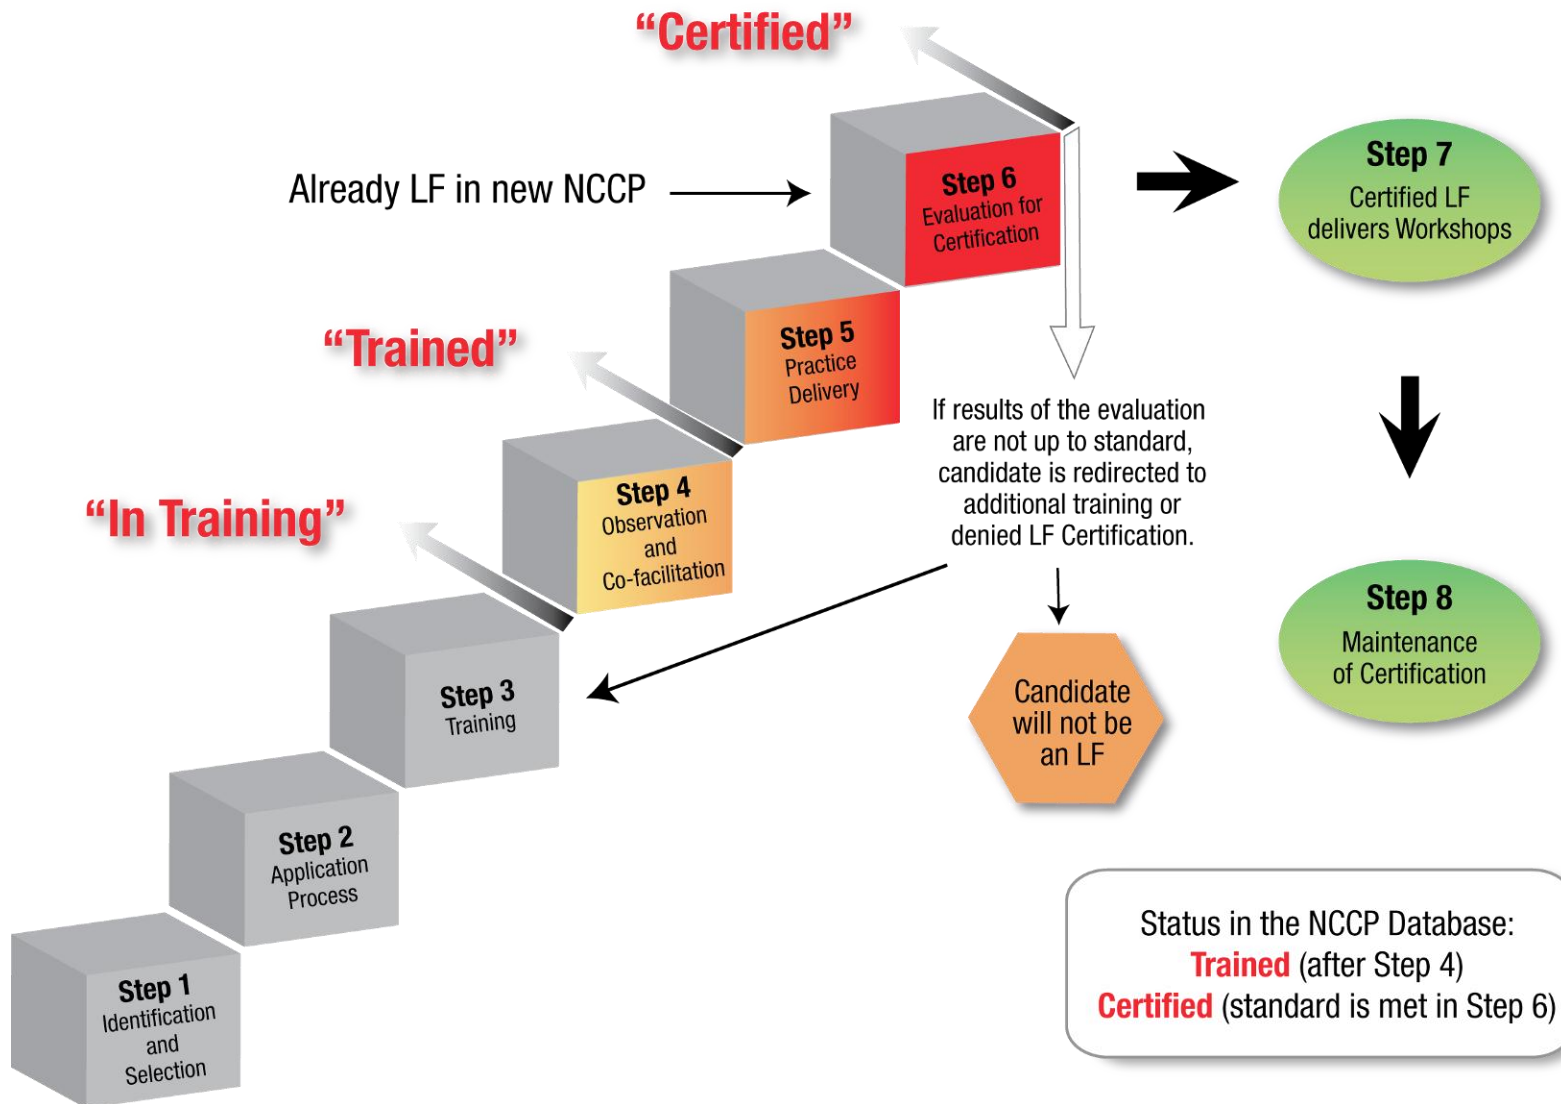 “Certified”
Already LF in new NCCP
Step 6
Evaluation for
Certification
Step 7
Certified LF
delivers Workshops
“Trained”
Step 5
Practice
Delivery
If results of the evaluation
are not up to standard,
candidate is redirected to
additional training or
denied LF Certification.
“In Training”
Step 4
Observation
and
Co-facilitation
Step 8
Maintenance
of Certification
Step 3
Training
Candidate
will not be
an LF
Step 2
Application
Process
Status in the NCCP Database:
Trained (after Step 4)
Certified (standard is met in Step 6)
Step 1
Identification
and
Selection